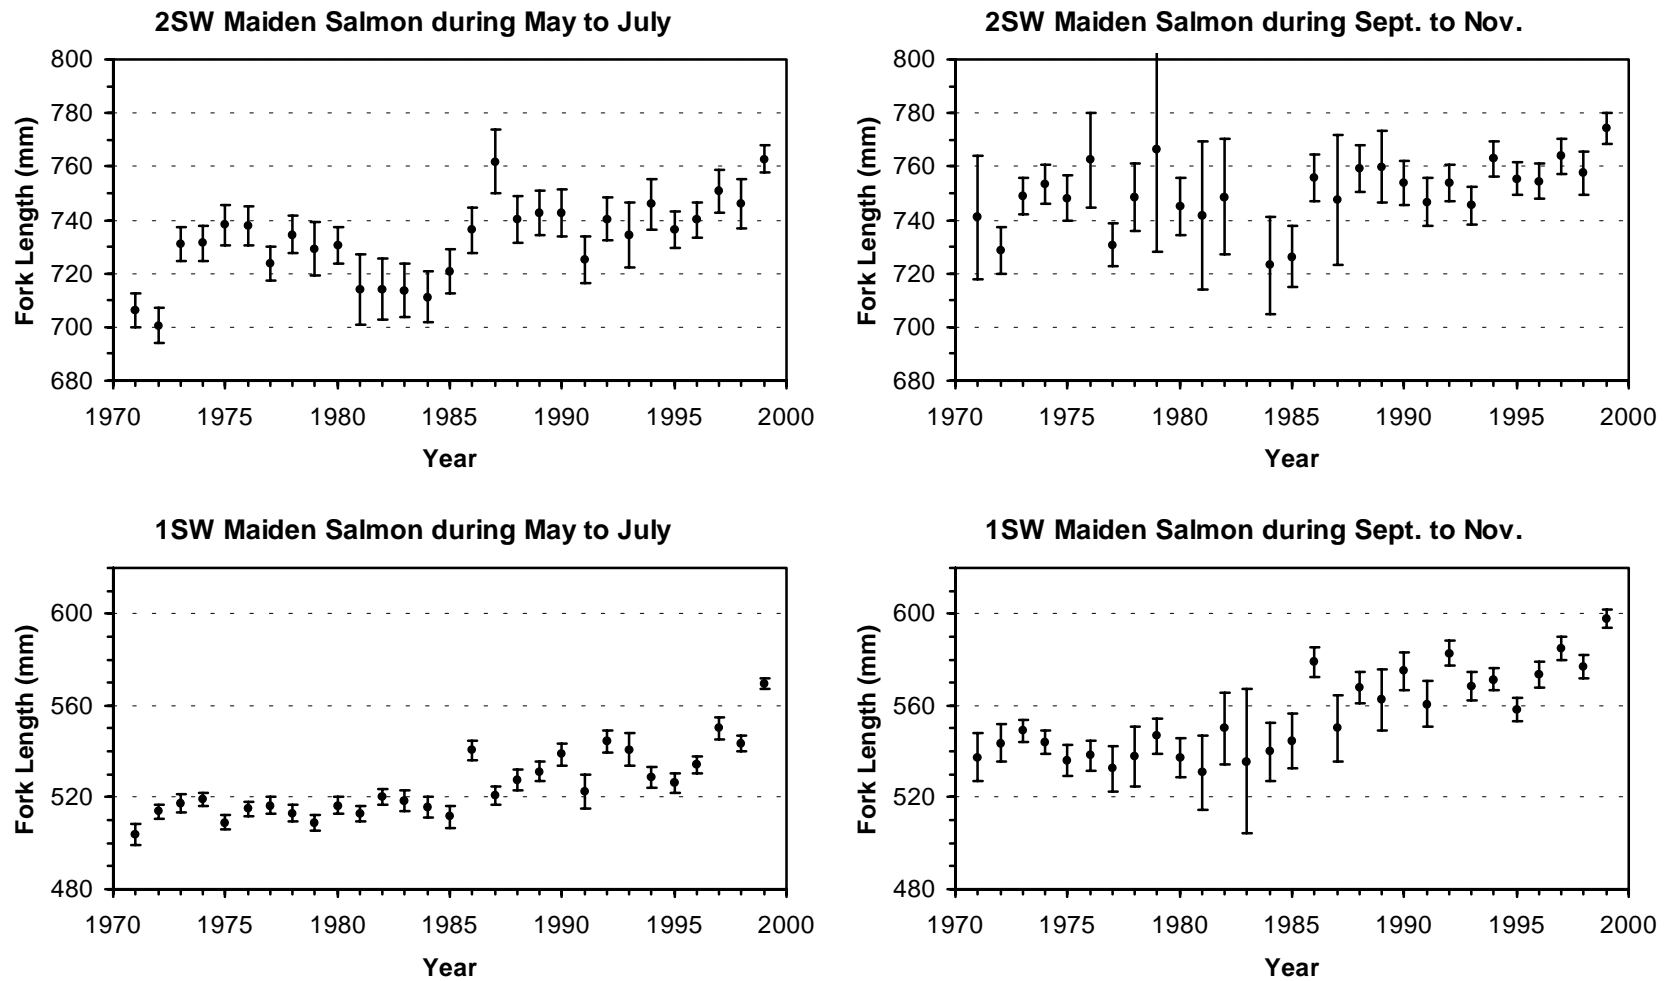 2SW Maiden Salmon during May to July
800
780
760
740
720
700
680
Fork Length (mm)
1970 1975 1980 1985 1990 1995 2000
Year
2SW Maiden Salmon during Sept. to Nov.
800
780
760
740
720
700
680
Fork Length (mm)
1970 1975 1980 1985 1990 1995 2000
Year
1SW Maiden Salmon during May to July
600
560
520
480
Fork Length (mm)
1970 1975 1980 1985 1990 1995 2000
Year
1SW Maiden Salmon during Sept. to Nov.
600
560
520
480
Fork Length (mm)
1970 1975 1980 1985 1990 1995 2000
Year